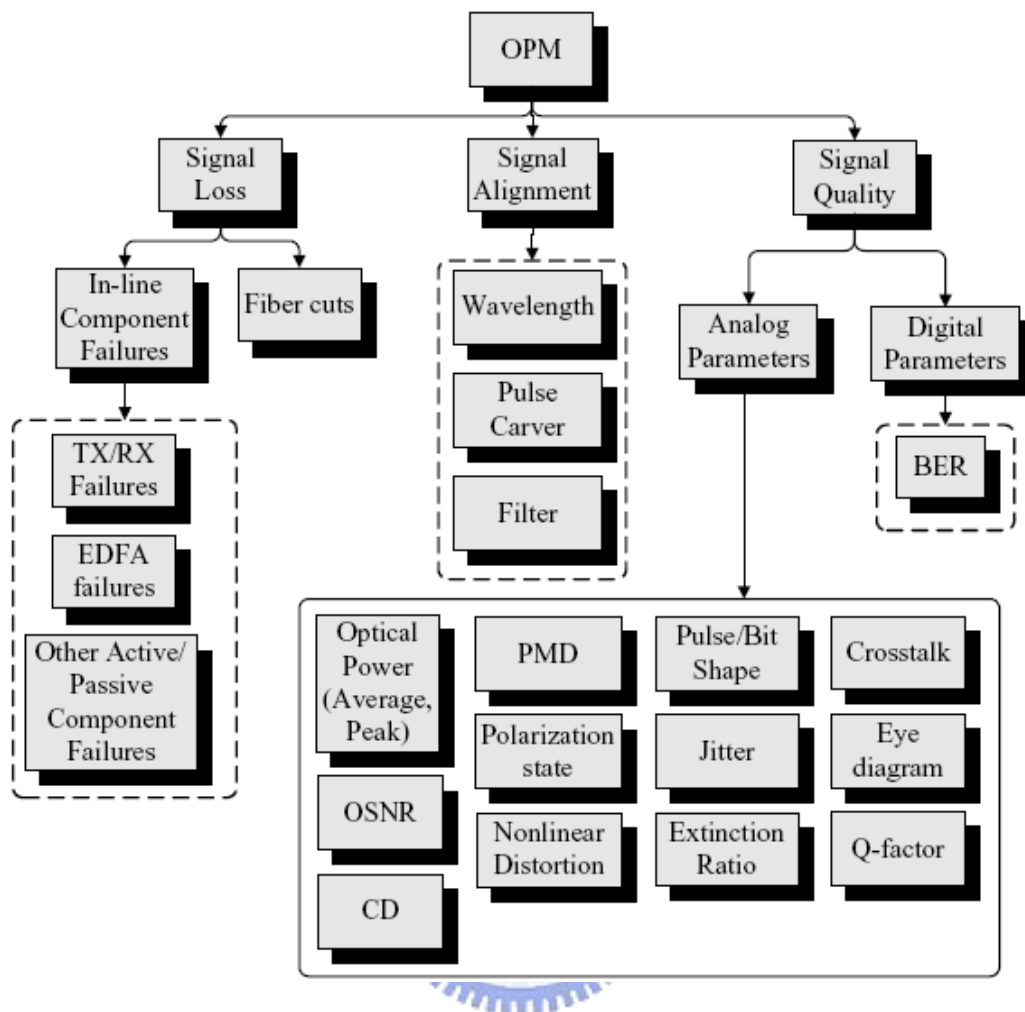 OPM
Signal
Loss
Signal
Alignment
Signal
Quality
In-line
Component
Failures
Fiber cuts
Wavelength
Pulse
Carver
Filter
Analog
Parameters
Digital
Parameters
TX/RX
Failures
EDFA
failures
Other Active/
Passive
Component
Failures
BER
Optical
Power
(Average,
Peak)
OSNR
CD
PMD
Polarization
state
Nonlinear
Distortion
Pulse/Bit
Shape
Jitter
Extinction
Ratio
Crosstalk
Eye
diagram
Q-factor